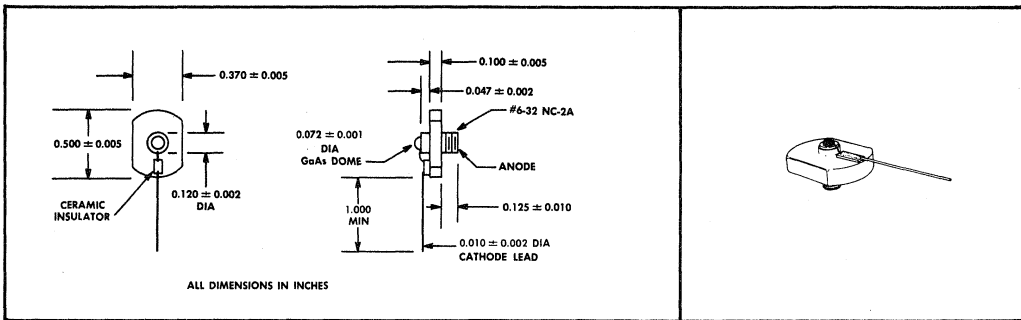 0.370 ± 0.005
0.500 ± 0.005
CERAMIC
INSULATOR
0.120 ± 0.002
DIA
0.100 ± 0.005
0.047 ± 0.002
#6-32 NC-2A
0.072 ± 0.001
DIA
GaAs DOME
ANODE
1.000
MIN
0.125 ± 0.010
0.010 ± 0.002 DIA
CATHODE LEAD
ALL DIMENSIONS IN INCHES